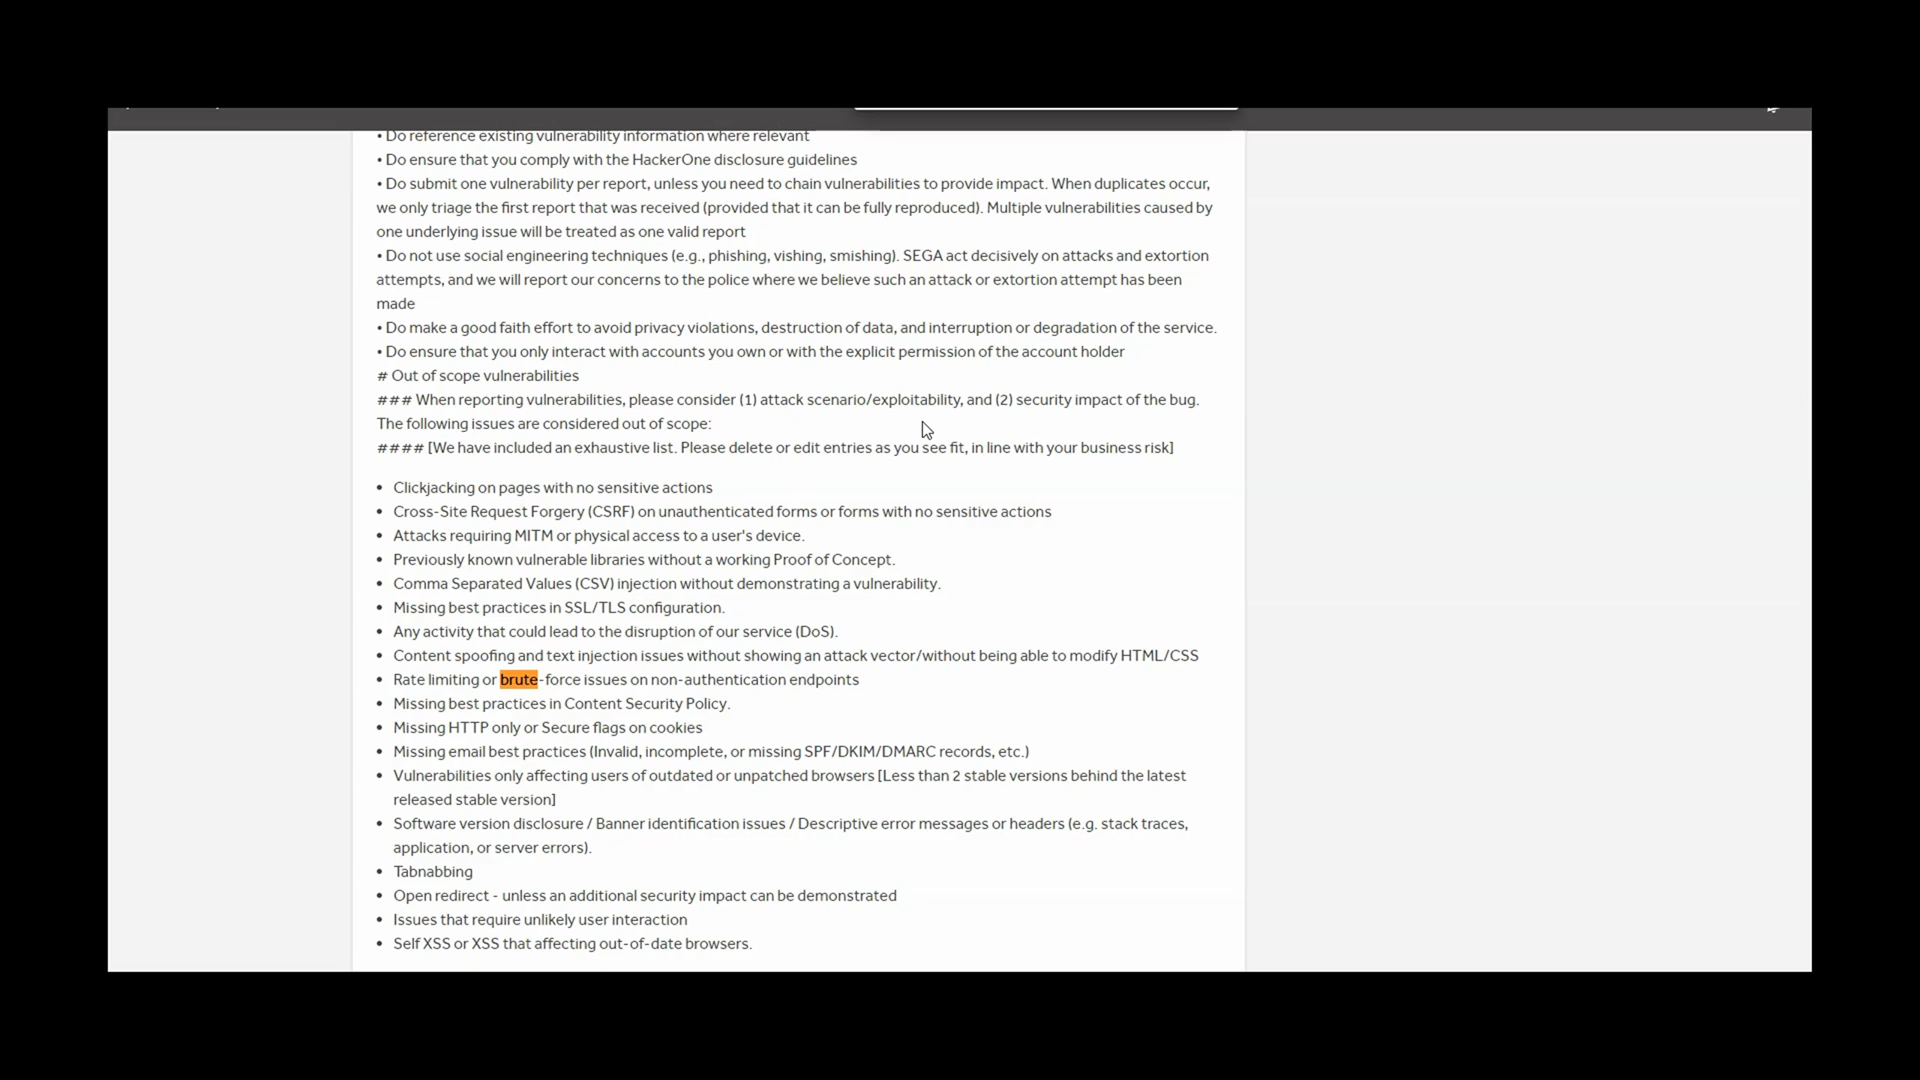 • Do reference existing vulnerability information where relevant
• Do ensure that you comply with the HackerOne disclosure guidelines
• Do submit one vulnerability per report, unless you need to chain vulnerabilities to provide impact. When duplicates occur,
we only triage the first report that was received (provided that it can be fully reproduced). Multiple vulnerabilities caused by
one underlying issue will be treated as one valid report
• Do not use social engineering techniques (e.g., phishing, vishing, smishing). SEGA act decisively on attacks and extortion
attempts, and we will report our concerns to the police where we believe such an attack or extortion attempt has been
made
• Do make a good faith effort to avoid privacy violations, destruction of data, and interruption or degradation of the service.
• Do ensure that you only interact with accounts you own or with the explicit permission of the account holder
# Out of scope vulnerabilities
### When reporting vulnerabilities, please consider (1) attack scenario/exploitability, and (2) security impact of the bug.
The following issues are considered out of scope:
#### [We have included an exhaustive list. Please delete or edit entries as you see fit, in line with your business risk]
• Clickjacking on pages with no sensitive actions
• Cross-Site Request Forgery (CSRF) on unauthenticated forms or forms with no sensitive actions
• Attacks requiring MITM or physical access to a user's device.
• Previously known vulnerable libraries without a working Proof of Concept.
• Comma Separated Values (CSV) injection without demonstrating a vulnerability.
• Missing best practices in SSL/TLS configuration.
• Any activity that could lead to the disruption of our service (DoS).
• Content spoofing and text injection issues without showing an attack vector/without being able to modify HTML/CSS
• Rate limiting or brute-force issues on non-authentication endpoints
• Missing best practices in Content Security Policy.
• Missing HTTP only or Secure flags on cookies
• Missing email best practices (Invalid, incomplete, or missing SPF/DKIM/DMARC records, etc.)
• Vulnerabilities only affecting users of outdated or unpatched browsers [Less than 2 stable versions behind the latest
released stable version]
• Software version disclosure / Banner identification issues / Descriptive error messages or headers (e.g. stack traces,
application, or server errors).
• Tabnabbing
• Open redirect - unless an additional security impact can be demonstrated
• Issues that require unlikely user interaction
• Self XSS or XSS that affecting out-of-date browsers.